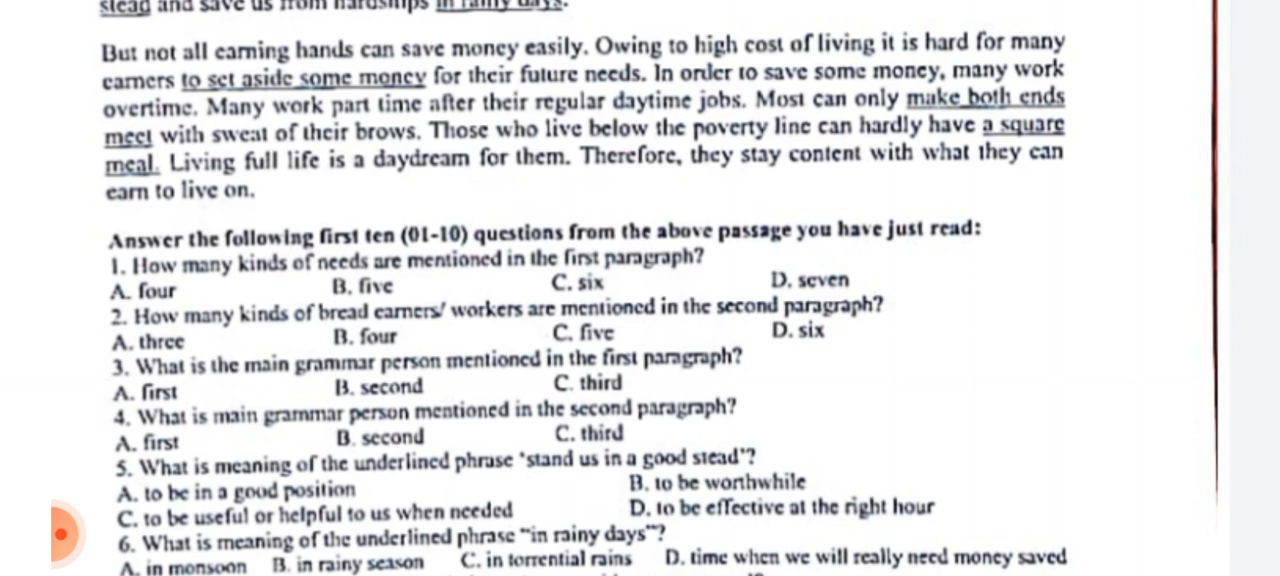 stead and save us from hardships in rainy days.
But not all earning hands can save money easily. Owing to high cost of living it is hard for many
earners to set aside some money for their future needs. In order to save some money, many work
overtime. Many work part time after their regular daytime jobs. Most can only make both ends
meet with sweat of their brows. Those who live below the poverty line can hardly have a square
meal. Living full life is a daydream for them. Therefore, they stay content with what they can
earn to live on.
Answer the following first ten (01-10) questions from the above passage you have just read:
1. How many kinds of needs are mentioned in the first paragraph?
A. four B. five C. six D. seven
2. How many kinds of bread earners/ workers are mentioned in the second paragraph?
A. three B. four C. five D. six
3. What is the main grammar person mentioned in the first paragraph?
A. first B. second C. third
4. What is main grammar person mentioned in the second paragraph?
A. first B. second C. third
5. What is meaning of the underlined phrase 'stand us in a good stead'?
A. to be in a good position B. to be worthwhile
C. to be useful or helpful to us when needed D. to be effective at the right hour
6. What is meaning of the underlined phrase "in rainy days"?
A. in monsoon B. in rainy season C. in torrential rains D. time when we will really need money saved